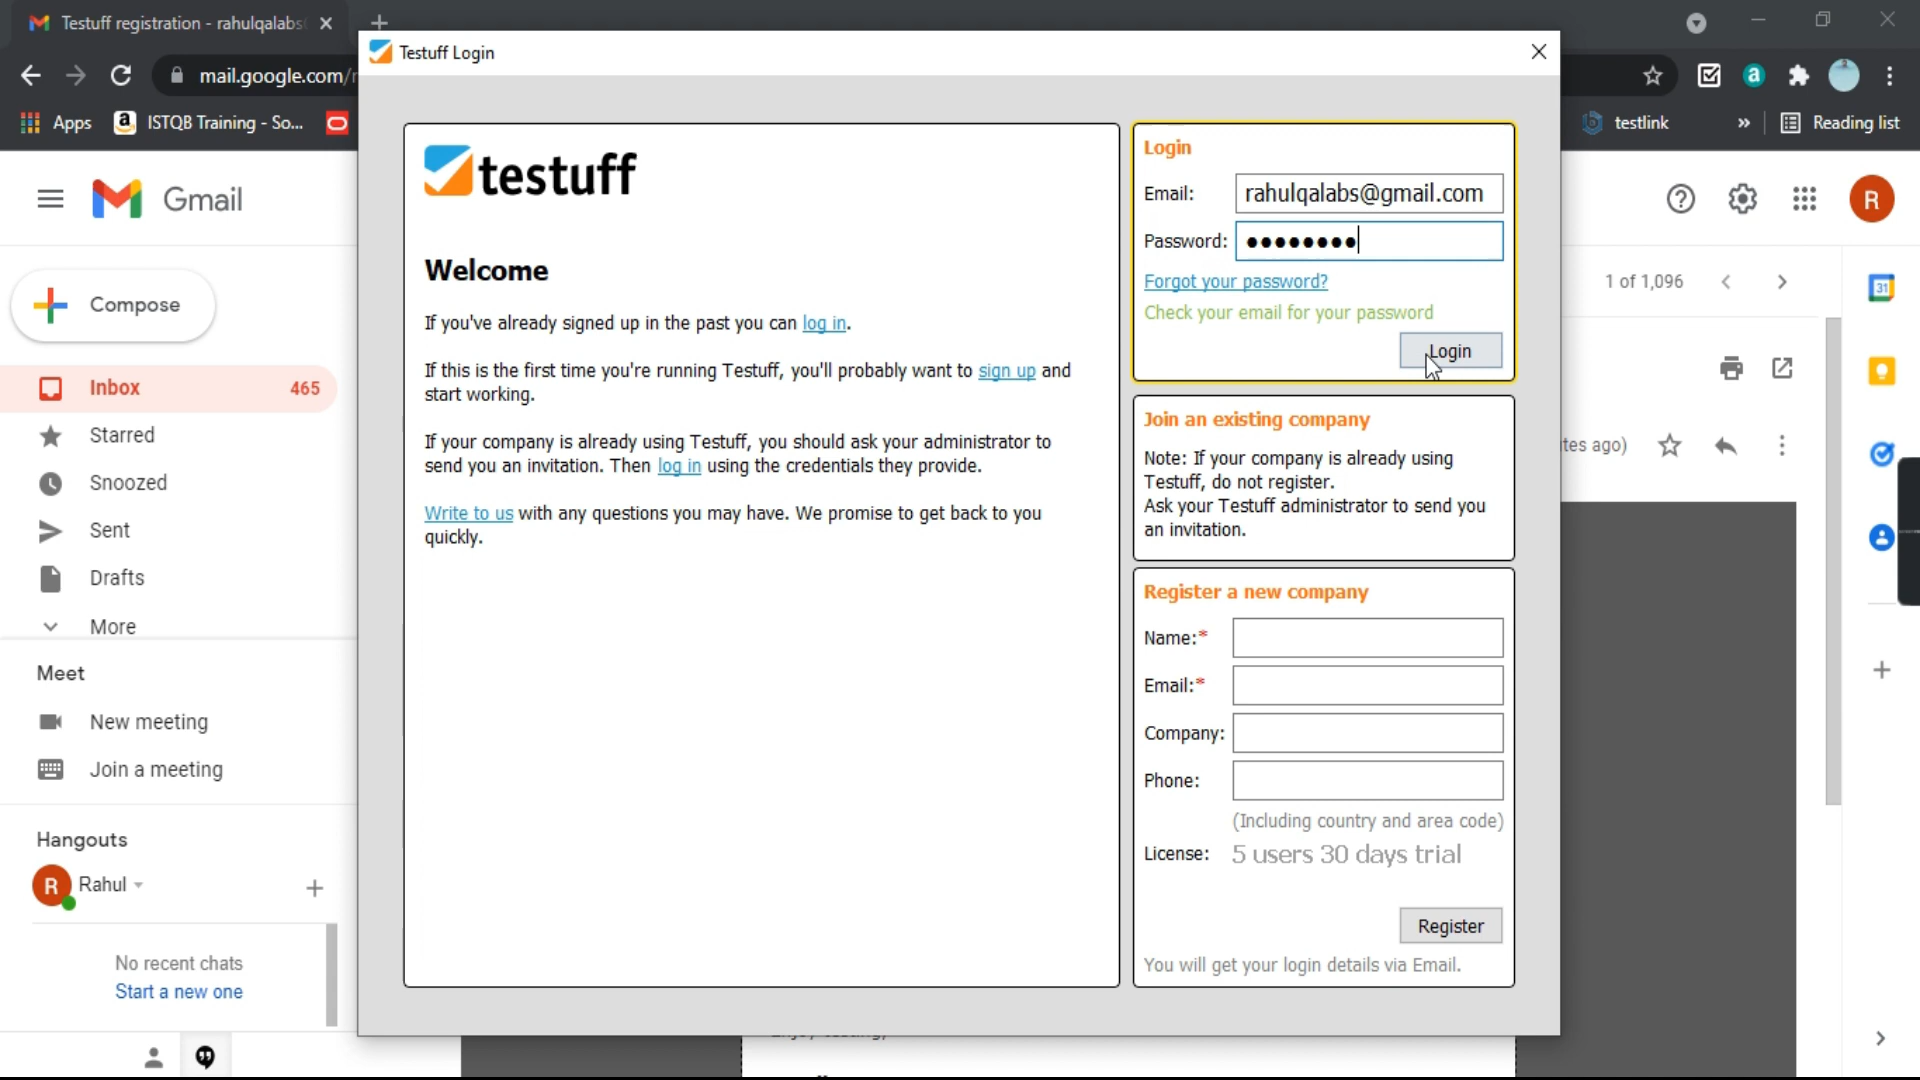 Testuff registration - rahulqalabs
mail.google.com/r
Apps
ISTQB Training - So...
testlink
»
Reading list
Gmail
R
Compose
Inbox 465
Starred
Snoozed
Sent
Drafts
More
Meet
New meeting
Join a meeting
Hangouts
R Rahul
No recent chats
Start a new one
Testuff Login
testuff
Welcome
If you've already signed up in the past you can log in.
If this is the first time you're running Testuff, you'll probably want to sign up and
start working.
If your company is already using Testuff, you should ask your administrator to
send you an invitation. Then log in using the credentials they provide.
Write to us with any questions you may have. We promise to get back to you
quickly.
Login
Email: rahulqalabs@gmail.com
Password: ●●●●●●●●
Forgot your password?
Check your email for your password
Login
Join an existing company
Note: If your company is already using
Testuff, do not register.
Ask your Testuff administrator to send you
an invitation.
Register a new company
Name:*
Email:*
Company:
Phone:
(Including country and area code)
License: 5 users 30 days trial
Register
You will get your login details via Email.
1 of 1,096
tes ago)
31